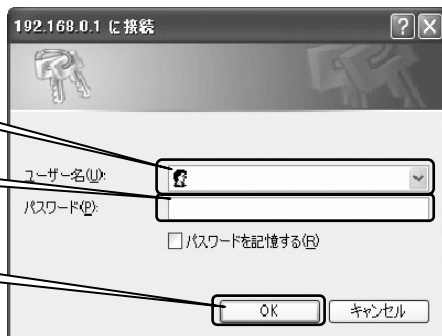 192.168.0.1 に接続
ユーザー名(U):
パスワード(P):
パスワードを記憶する(R)
OK
キャンセル